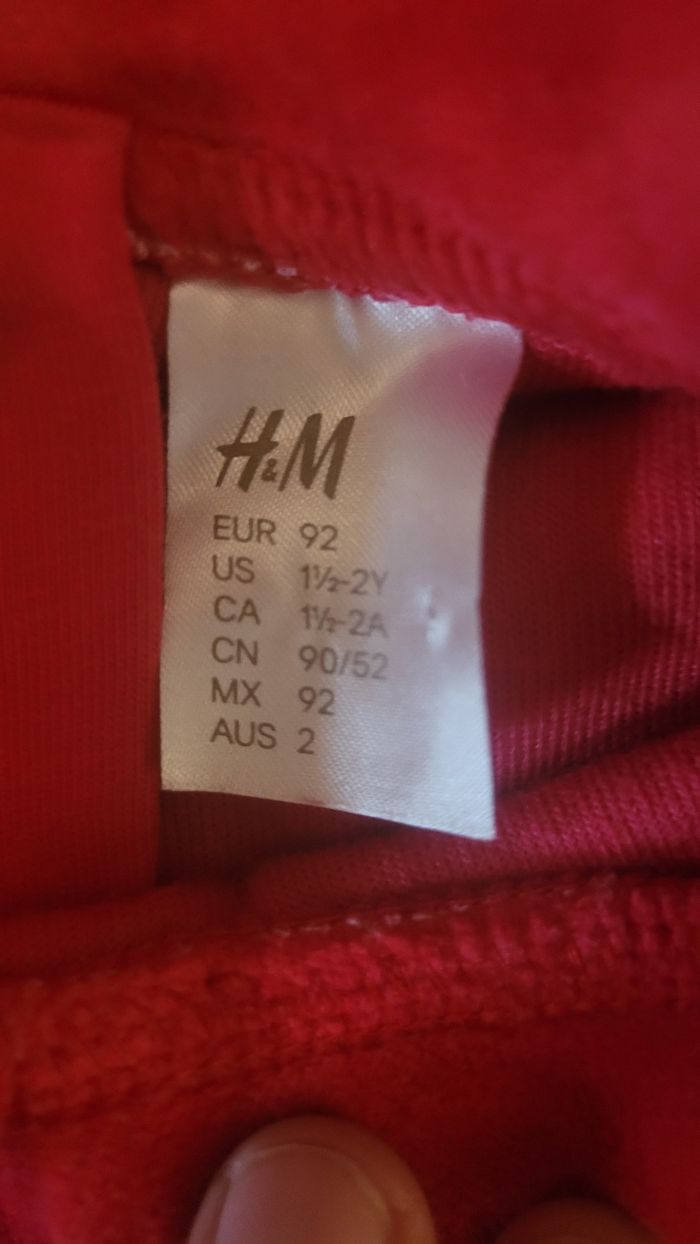 H&M
EUR 92
US 1½-2Y
CA 1½-2A
CN 90/52
MX 92
AUS 2